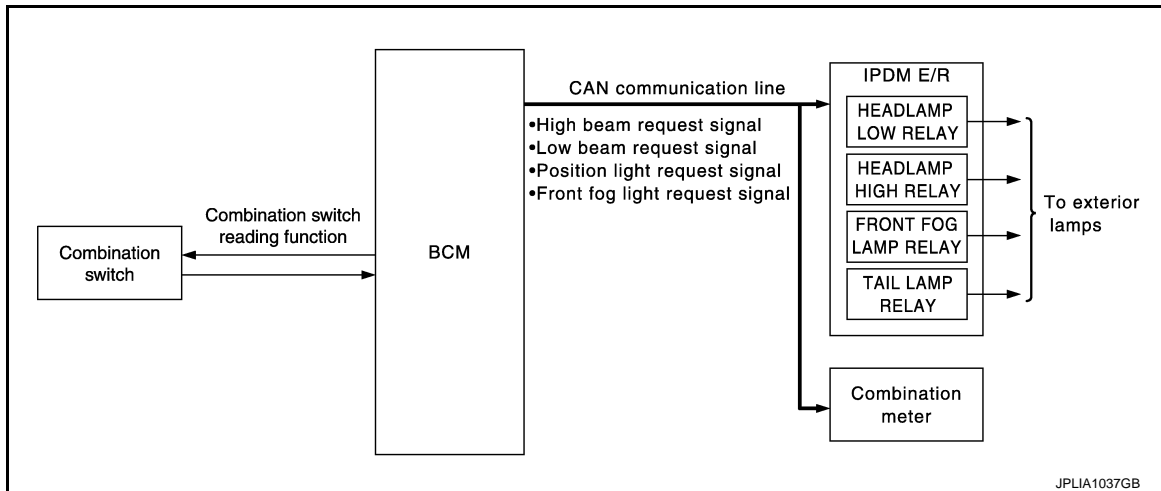 Combination
switch
Combination switch
reading function
BCM
CAN communication line
•High beam request signal
•Low beam request signal
•Position light request signal
•Front fog light request signal
IPDM E/R
HEADLAMP
LOW RELAY
HEADLAMP
HIGH RELAY
FRONT FOG
LAMP RELAY
TAIL LAMP
RELAY
To exterior
lamps
Combination
meter
JPLIA1037GB